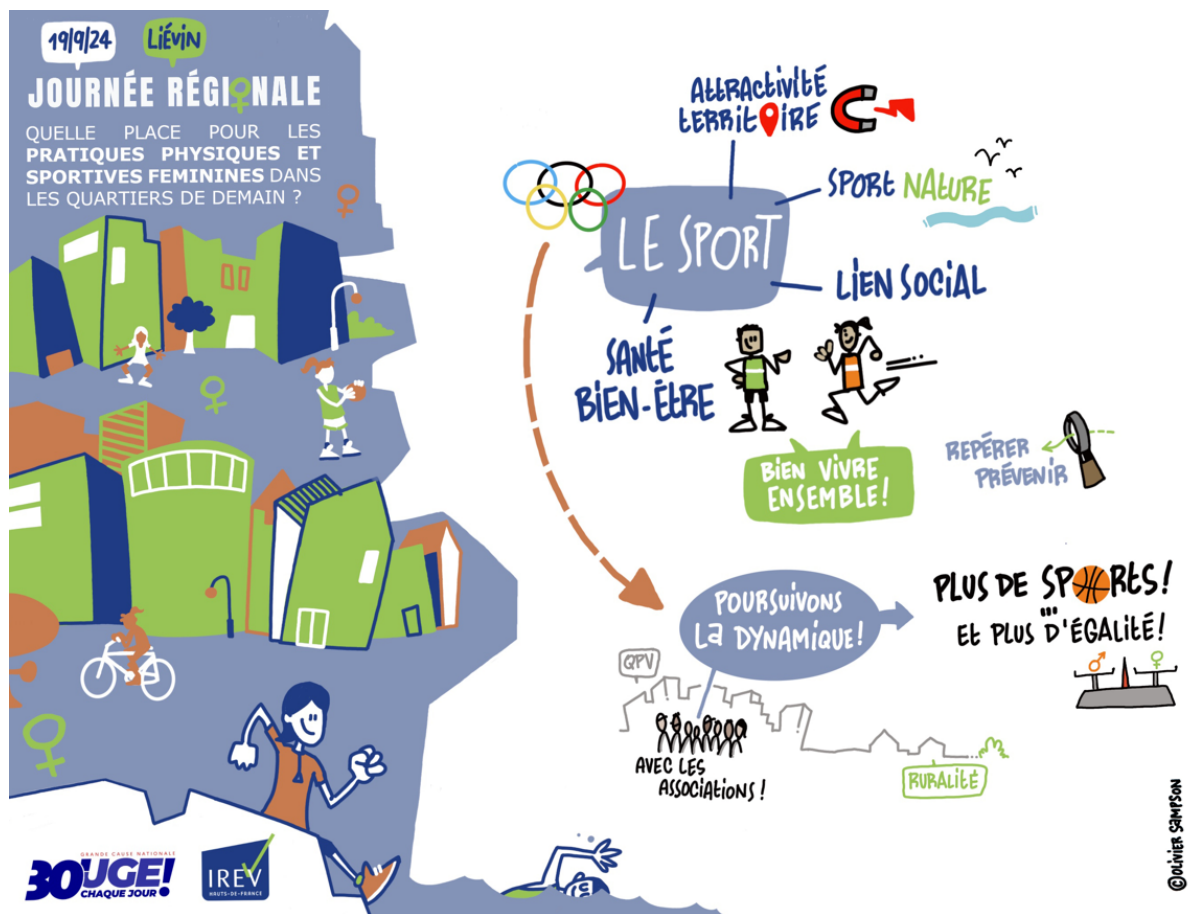 19/9/24
LiÉViN
JOURNÉE RÉGIONALE
QUELLE PLACE POUR LES
PRATIQUES PHYSIQUES ET
SPORTIVES FEMININES DANS
LES QUARTIERS DE DEMAIN ?
AttRActiVité
tERRitOiRE
SPORt NAtURE
LE SPORT
LiEN SOCiAL
SANtÉ
BiEN-ÊtRE
BiEN ViVRE
ENSEMBLE !
REPÉRER
PRÉVENiR
POURSUiVONS
La DYNAMiQUE !
PLUS DE SPORtS !
...
Et PLUS D'ÉGALitÉ !
QPV
AVEC LES
ASSOCiAtiONS !
RURALitÉ
GRANDE CAUSE NATIONALE
BOUGE!
30'
CHAQUE JOUR
IREV
HAUTS-DE-FRANCE
©OLiViER SAMPSON